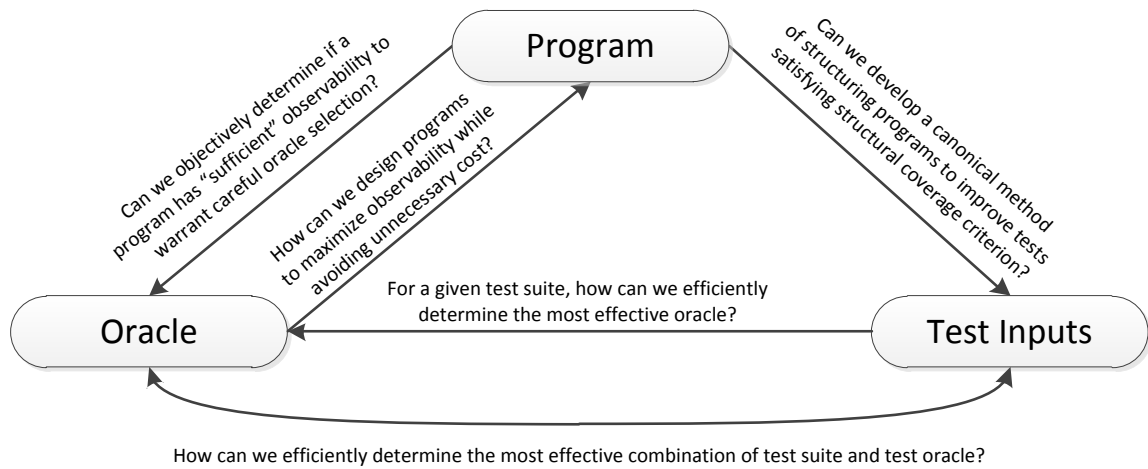 Program
Can we objectively determine if a
program has “sufficient” observability to
warrant careful oracle selection?
How can we design programs
to maximize observability while
avoiding unnecessary cost?
Can we develop a canonical method
of structuring programs to improve tests
satisfying structural coverage criterion?
For a given test suite, how can we efficiently
determine the most effective oracle?
Oracle
Test Inputs
How can we efficiently determine the most effective combination of test suite and test oracle?